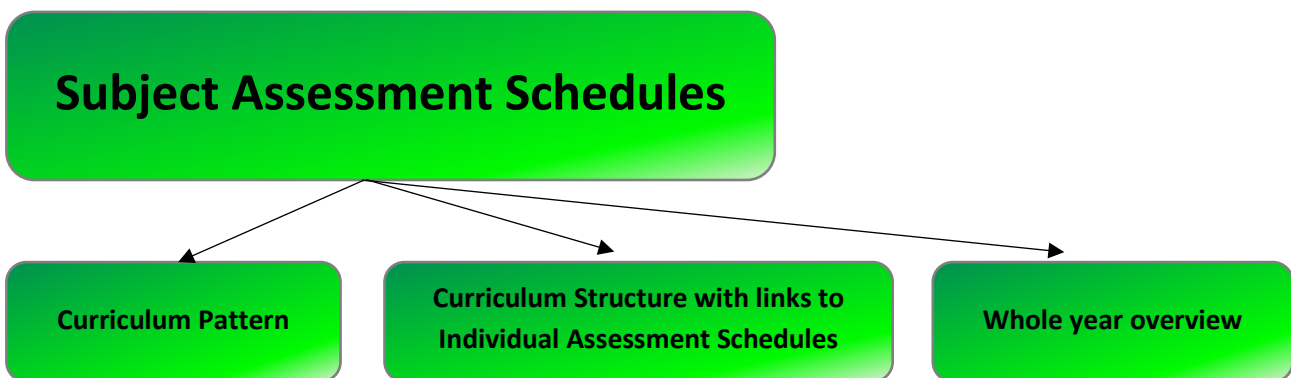 Subject Assessment Schedules
Curriculum Pattern
Curriculum Structure with links to
Individual Assessment Schedules
Whole year overview